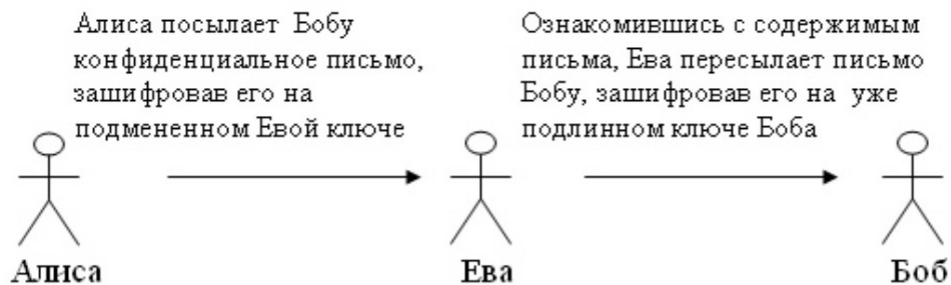 Алиса посылает Бобу
конфиденциальное письмо,
зашифровав его на
подмененном Евой ключе
Ознакомившись с содержимым
письма, Ева пересылает письмо
Бобу, зашифровав его на уже
подлинном ключе Боба
Алиса
Ева
Боб